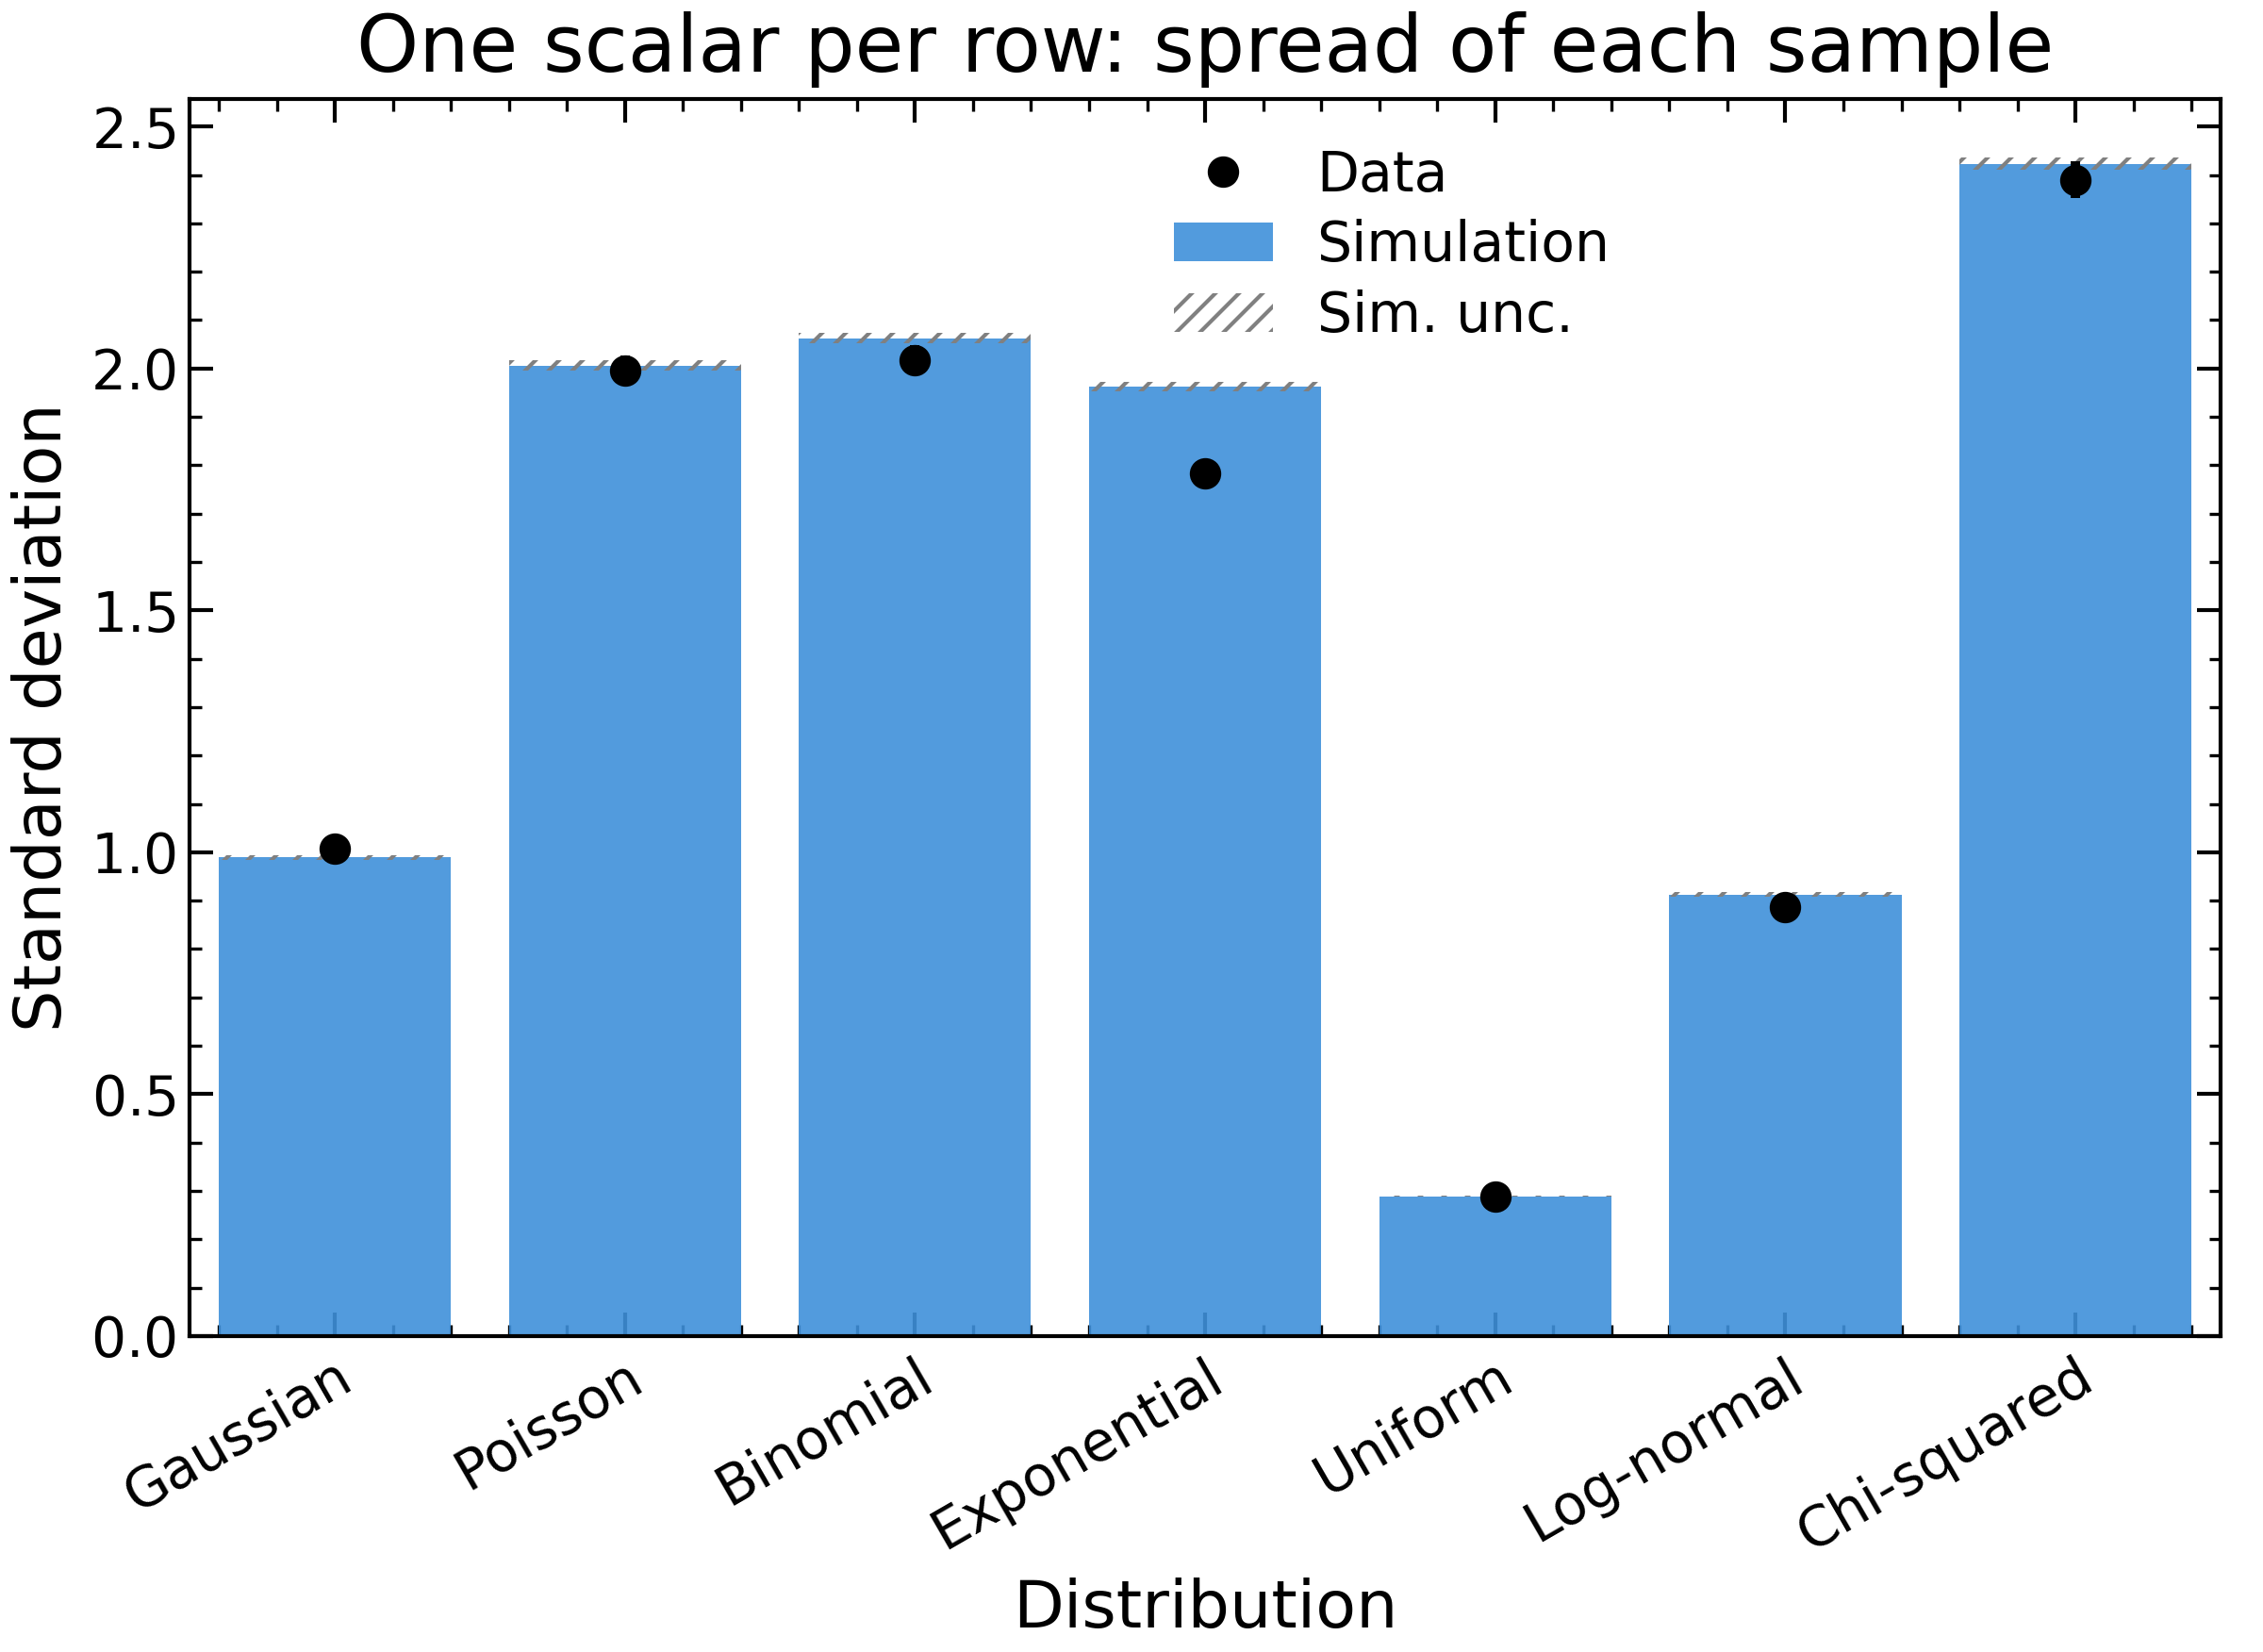 One scalar per row: spread of each sample
Data
Simulation
Sim. unc.
Standard deviation
2.5
2.0
1.5
1.0
0.5
0.0
Gaussian
Poisson
Binomial
Exponential
Uniform
Log-normal
Chi-squared
Distribution